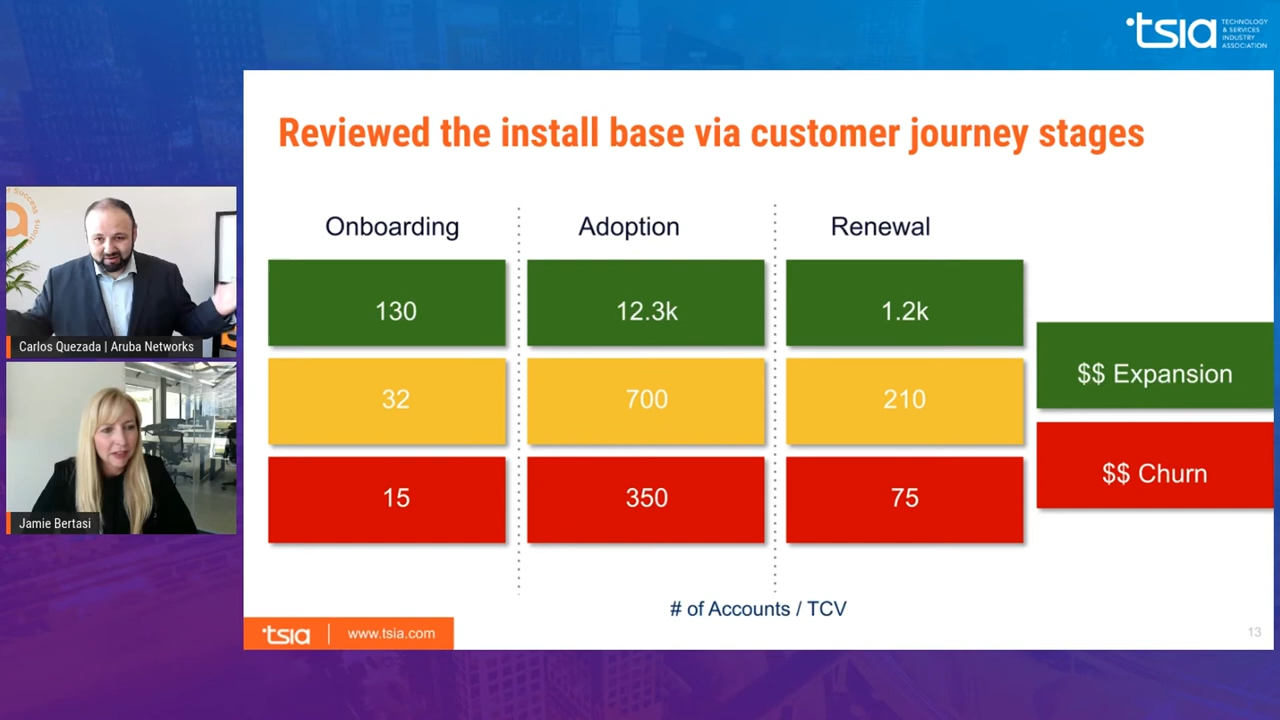 tsia
TECHNOLOGY
& SERVICES
INDUSTRY
ASSOCIATION
Reviewed the install base via customer journey stages
Onboarding
Adoption
Renewal
130
12.3k
1.2k
32
700
210
15
350
75
$$ Expansion
$$ Churn
# of Accounts / TCV
tsia
www.tsia.com
13
Carlos Quezada | Aruba Networks
Jamie Bertasi